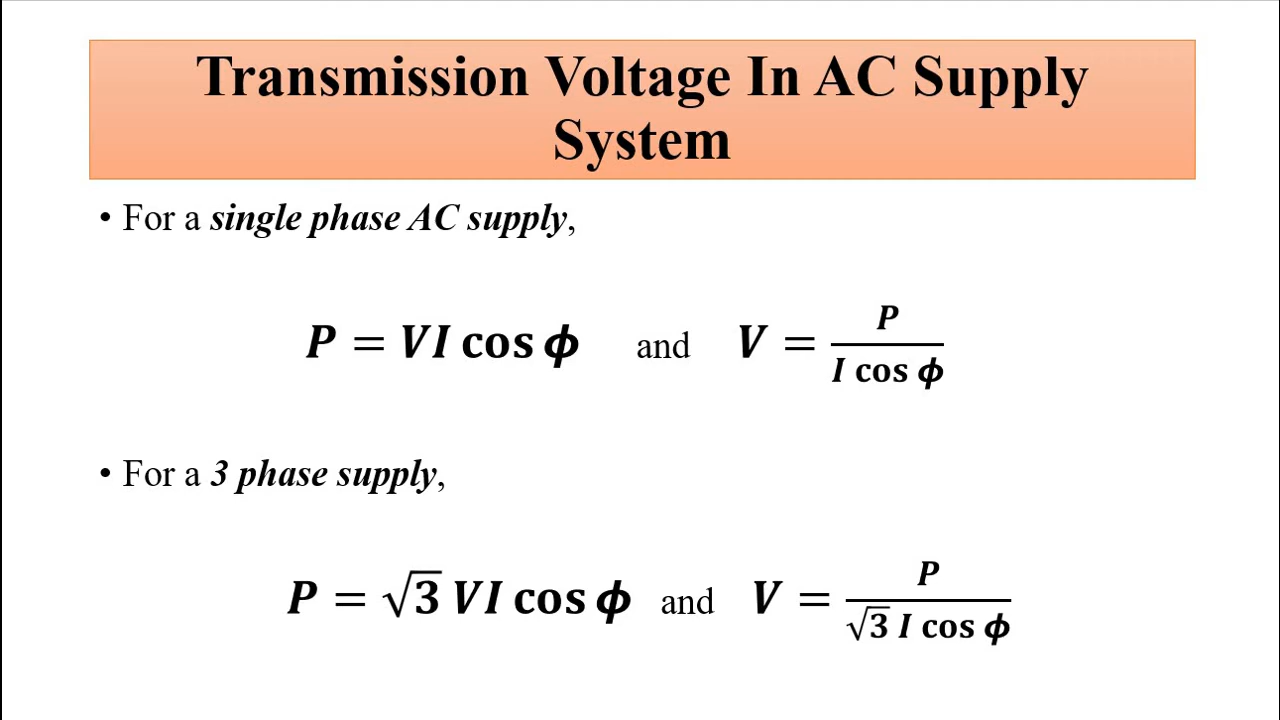 Transmission Voltage In AC Supply
System
• For a single phase AC supply,
P = VI cos ϕ and V = P / I cos ϕ
• For a 3 phase supply,
P = √3 VI cos ϕ and V = P / √3 I cos ϕ